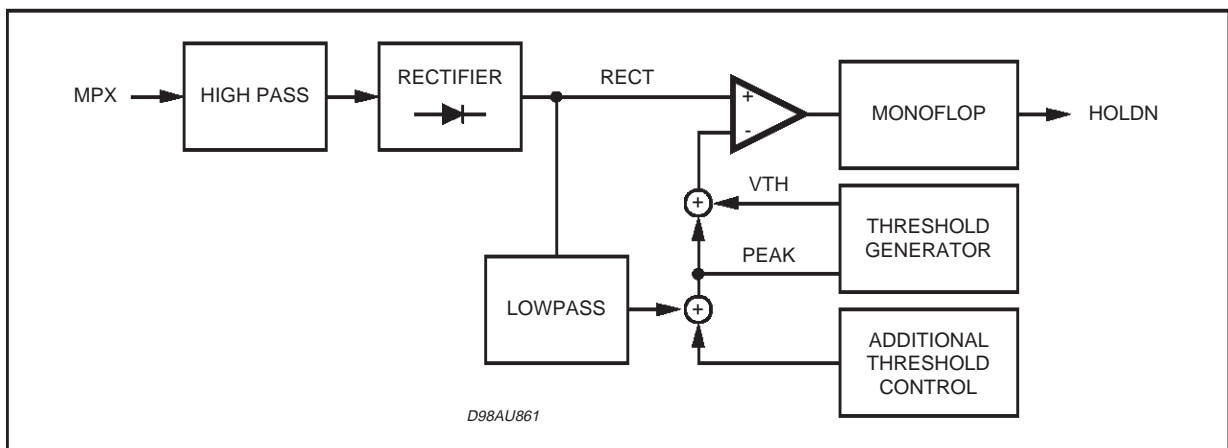 MPX
HIGH PASS
RECTIFIER
RECT
+
-
MONOFLOP
HOLDN
VTH
+
THRESHOLD
GENERATOR
PEAK
LOWPASS
+
ADDITIONAL
THRESHOLD
CONTROL
D98AU861